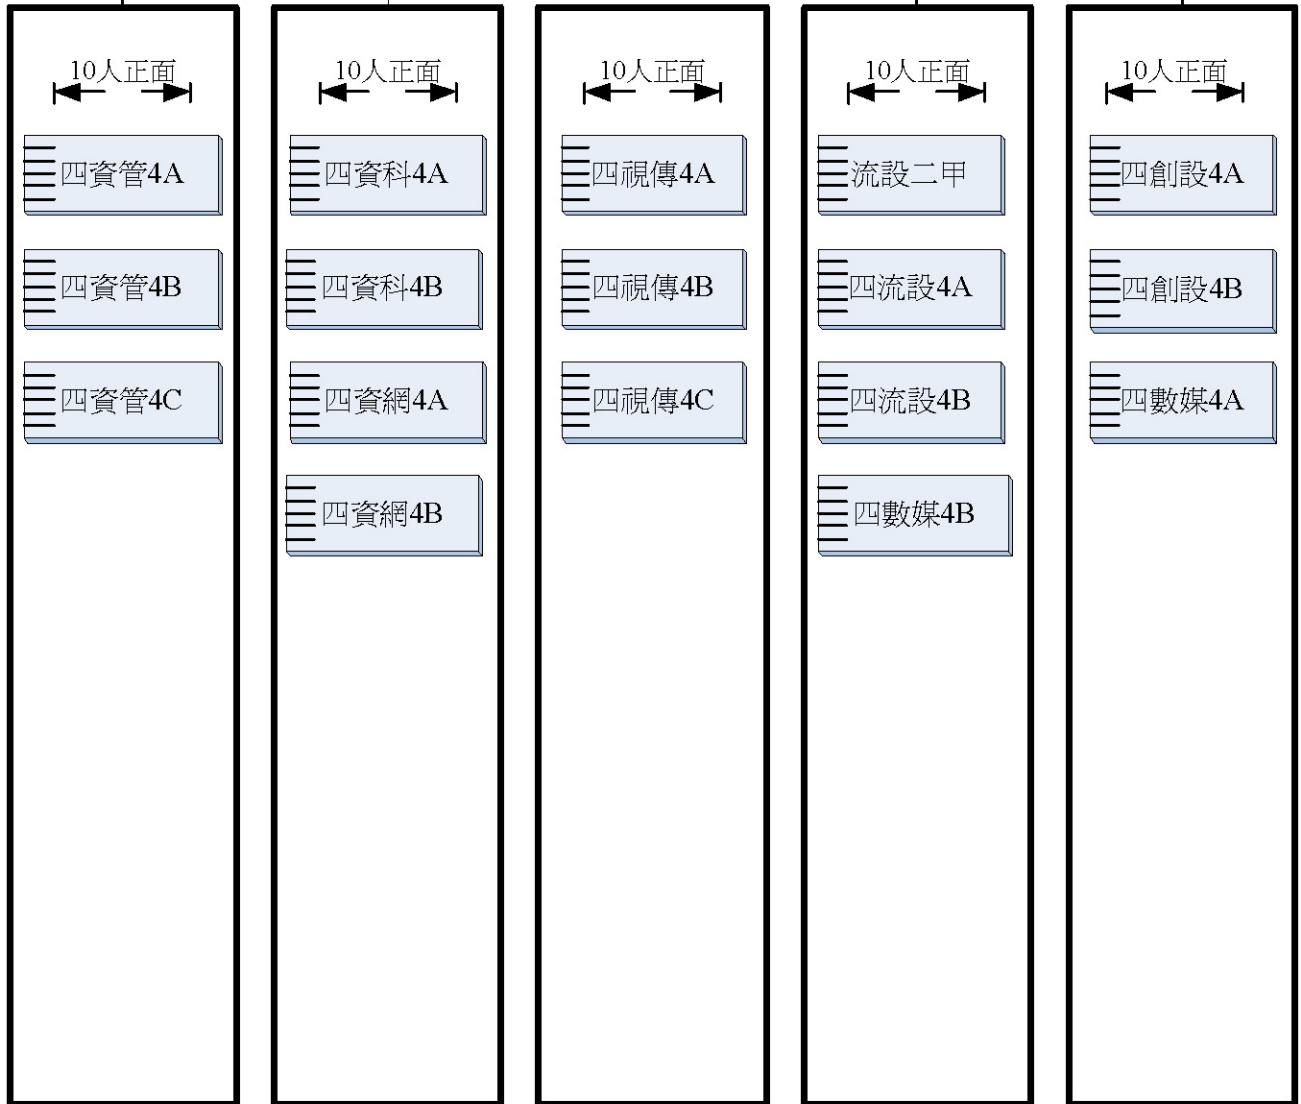 10人正面
四資管4A
四資管4B
四資管4C
10人正面
四資科4A
四資科4B
四資網4A
四資網4B
10人正面
四視傳4A
四視傳4B
四視傳4C
10人正面
流設二甲
四流設4A
四流設4B
四數媒4B
10人正面
四創設4A
四創設4B
四數媒4A